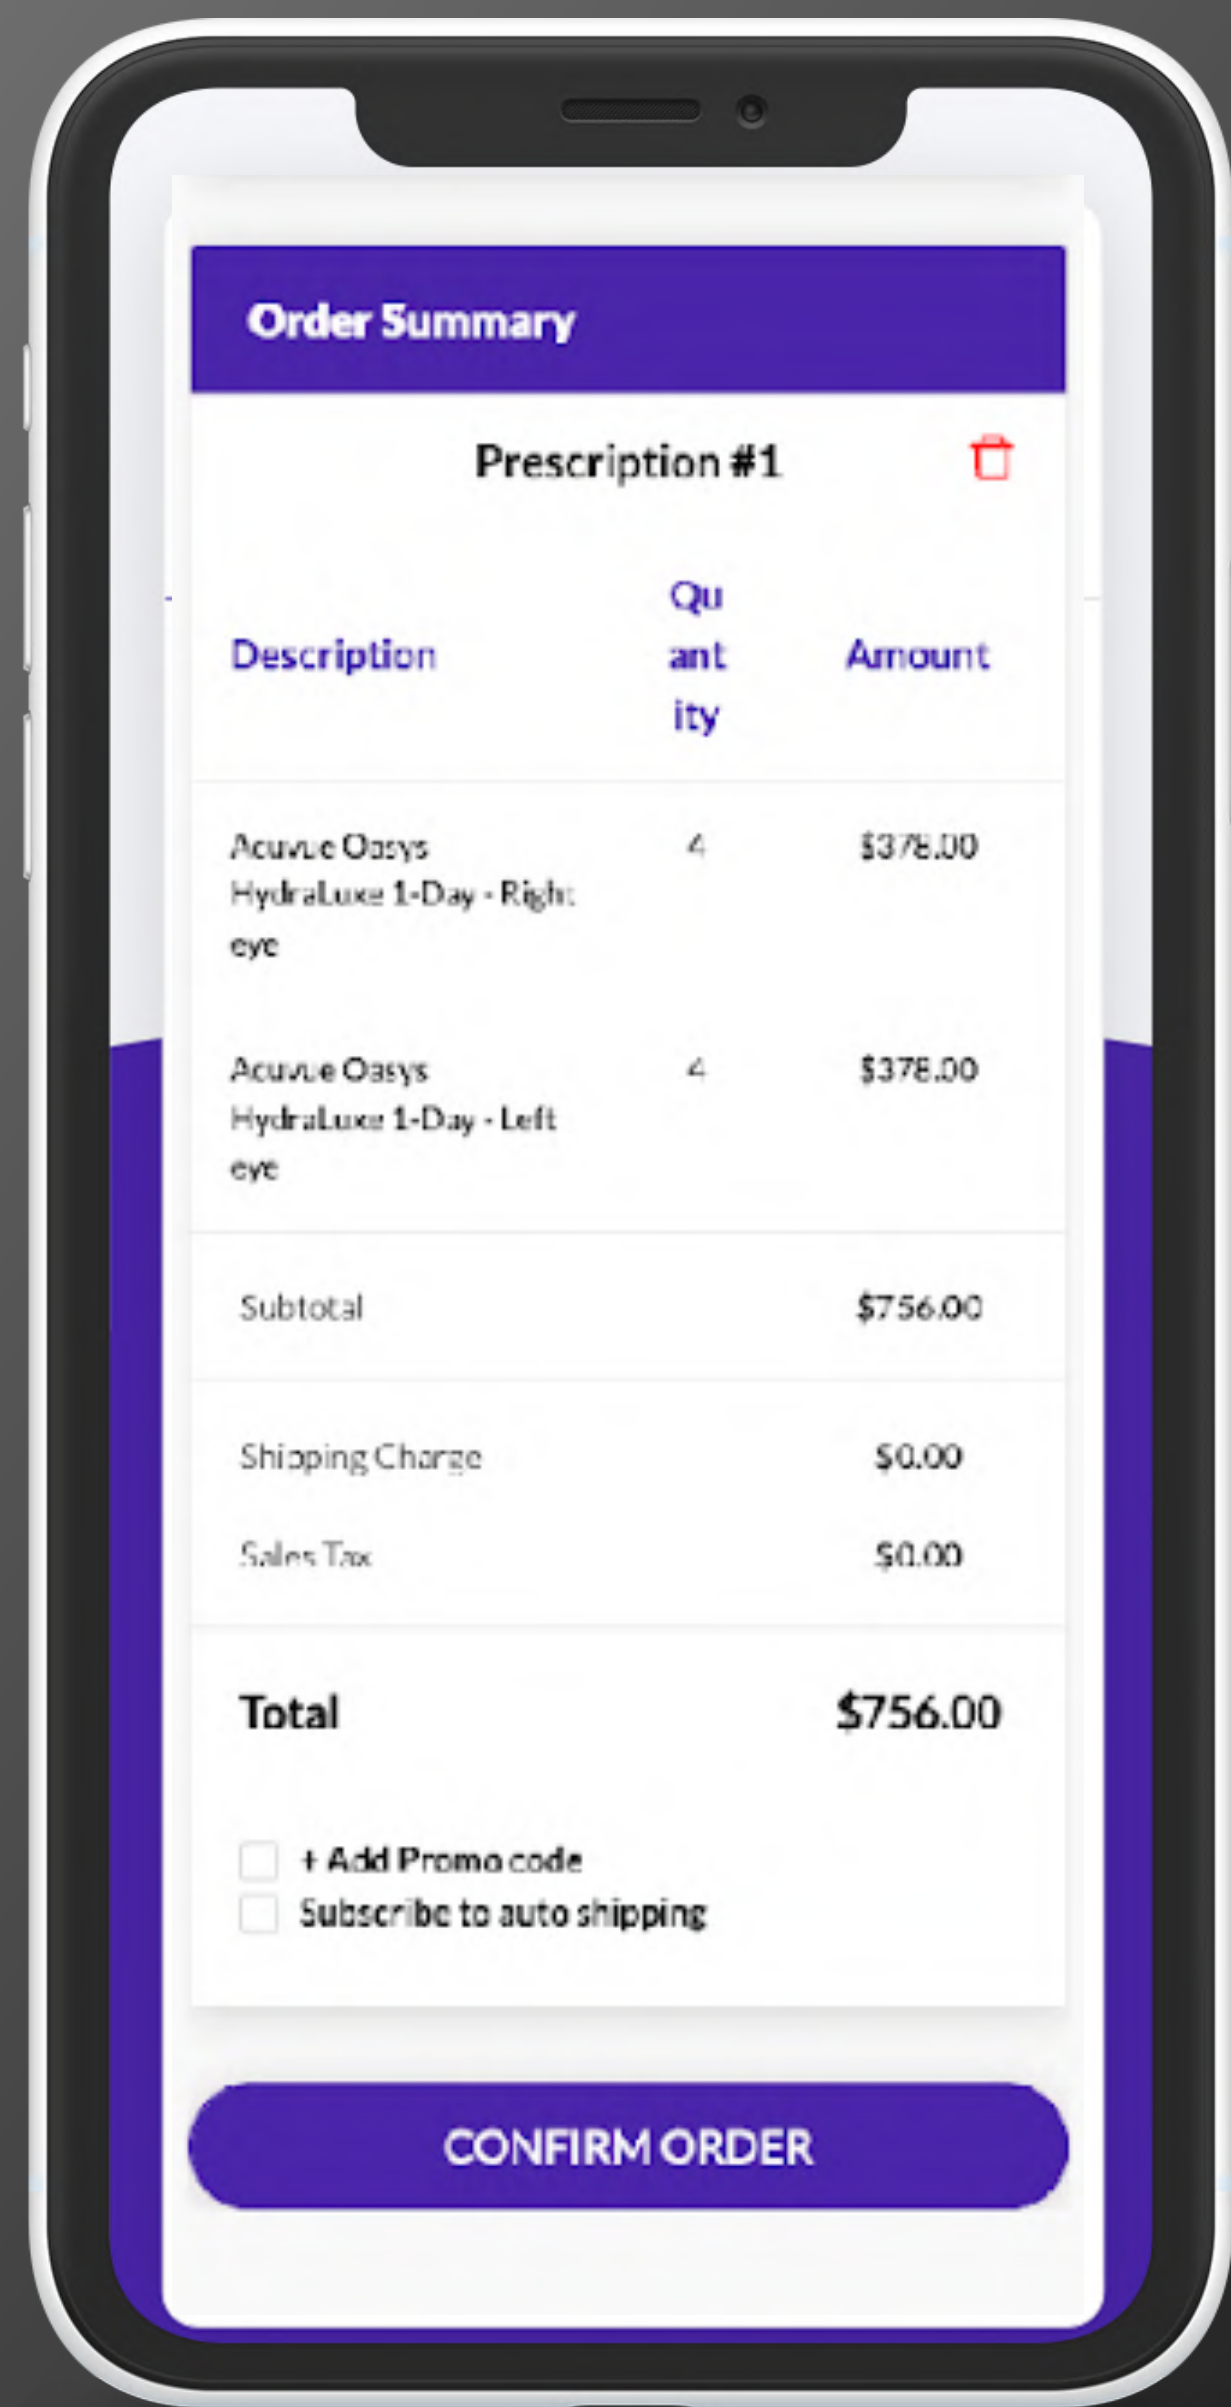 Order Summary
Prescription #1
Qu
Description ant Amount
ity
Acuvue Oasys 4 $378.00
HydraLuxe 1-Day - Right
eye
Acuvue Oasys 4 $378.00
HydraLuxe 1-Day - Left
eye
Subtotal $756.00
Shipping Charge $0.00
Sales Tax $0.00
Total $756.00
+ Add Promo code
Subscribe to auto shipping
CONFIRM ORDER